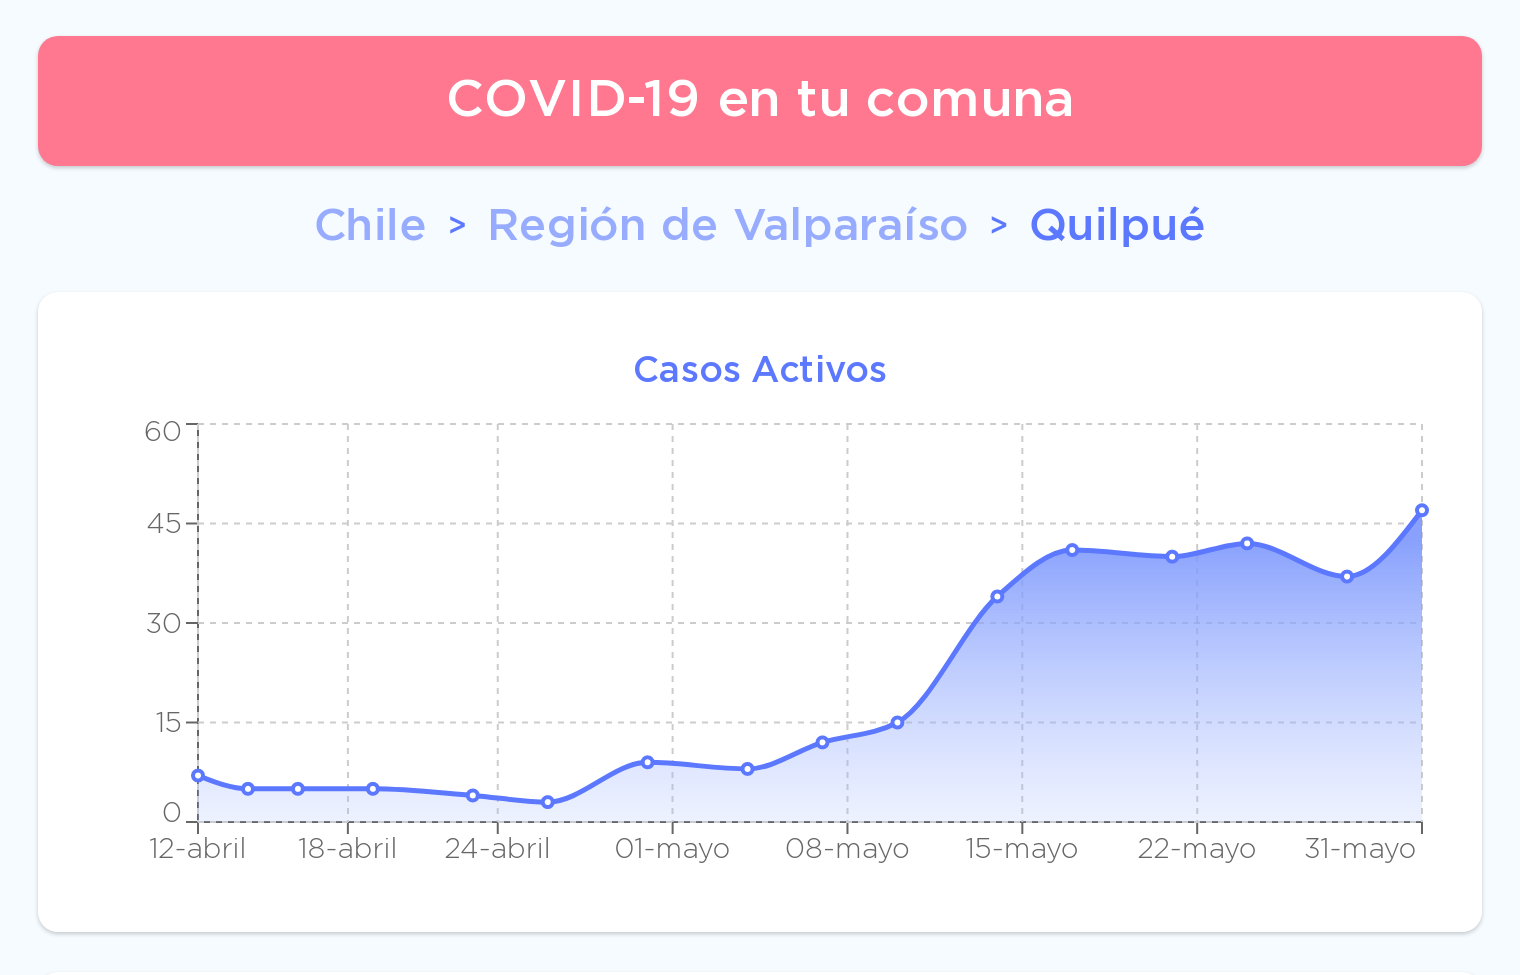 COVID-19 en tu comuna
Chile > Región de Valparaíso > Quilpué
Casos Activos
60
45
30
15
0
12-abril 18-abril 24-abril 01-mayo 08-mayo 15-mayo 22-mayo 31-mayo